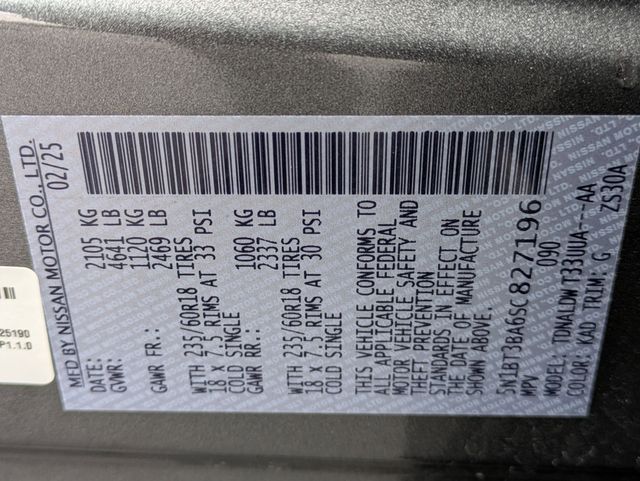 MFD BY NISSAN MOTOR CO., LTD.
DATE: 02/25
GVWR: 2105 KG
4641 LB
GAWR FR.: 1120 KG
2469 LB
WITH 235/60R18 TIRES
18 x 7.5 RIMS AT 33 PSI
COLD SINGLE
GAWR RR.: 1060 KG
2337 LB
WITH 235/60R18 TIRES
18 x 7.5 RIMS AT 30 PSI
COLD SINGLE
THIS VEHICLE CONFORMS TO
ALL APPLICABLE FEDERAL
MOTOR VEHICLE SAFETY AND
THEFT PREVENTION
STANDARDS IN EFFECT ON
THE DATE OF MANUFACTURE
SHOWN ABOVE.
5N1BT3BA6SC827196
MPV 090
MODEL: TUNALDW T33UUA---AA
COLOR: KAD TRIM: G ZS30A
25190
P1.1.0